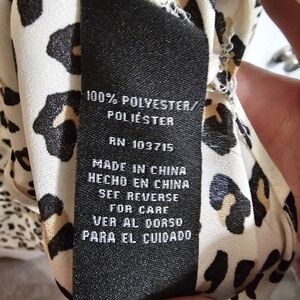 100% POLYESTER/
POLIÉSTER
RN 103715
MADE IN CHINA
HECHO EN CHINA
SEE REVERSE
FOR CARE
VER AL DORSO
PARA EL CUIDADO